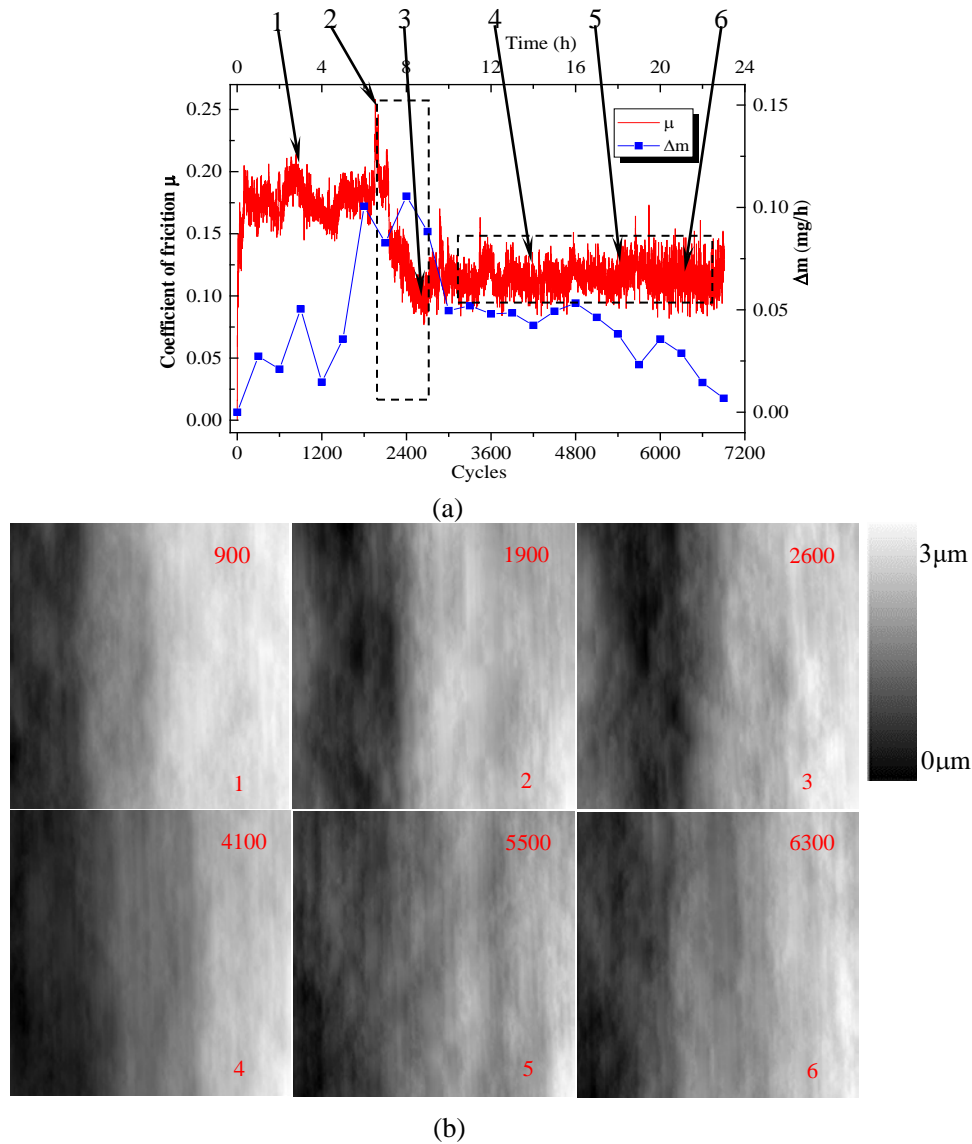 1 2 3 4 5 6
Time (h)
0 4 8 12 16 20 24
0.25
0.20
0.15
0.10
0.05
0.00
Coefficient of friction μ
μ
Δm
0.15
0.10
0.05
0.00
Δm (mg/h)
0 1200 2400 3600 4800 6000 7200
Cycles
(a)
900 1900 2600
1 2 3
3μm
0μm
4100 5500 6300
4 5 6
(b)